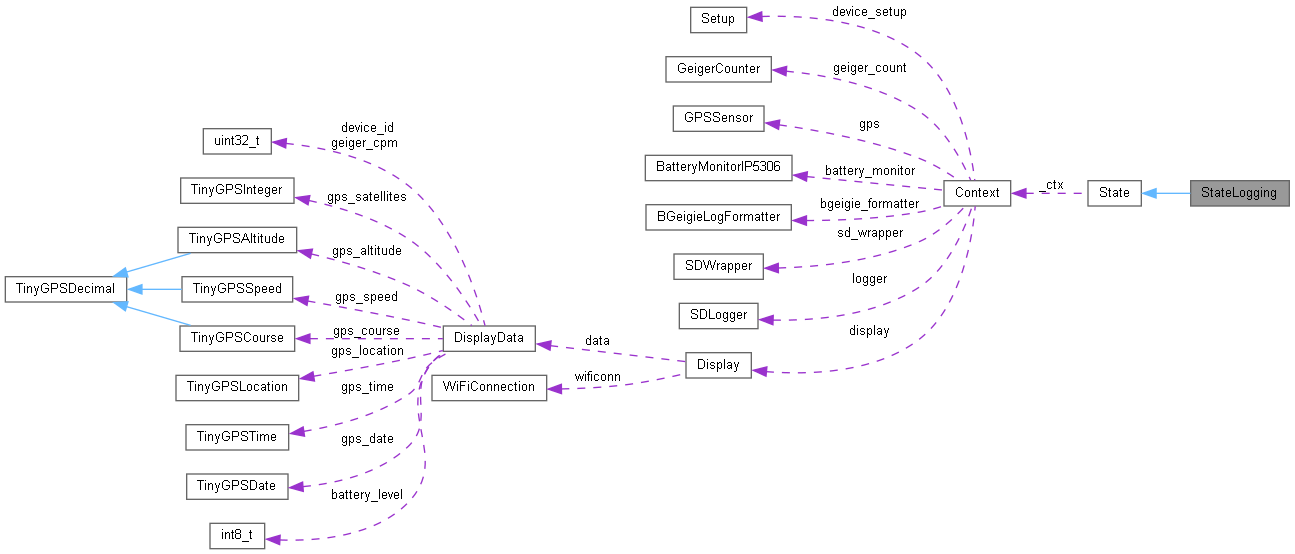 device_setup
Setup
GeigerCounter
geiger_count
GPSSensor
gps
device_id
geiger_cpm
uint32_t
BatteryMonitorIP5306
battery_monitor
TinyGPSInteger
gps_satellites
Context
_ctx
State
StateLogging
BGeigieLogFormatter
bgeigie_formatter
TinyGPSAltitude
gps_altitude
sd_wrapper
SDWrapper
TinyGPSDecimal
TinyGPSSpeed
gps_speed
logger
SDLogger
TinyGPSCourse
gps_course
DisplayData
data
display
gps_location
Display
TinyGPSLocation
gps_time
WiFiConnection
wificonn
TinyGPSTime
gps_date
TinyGPSDate
battery_level
int8_t